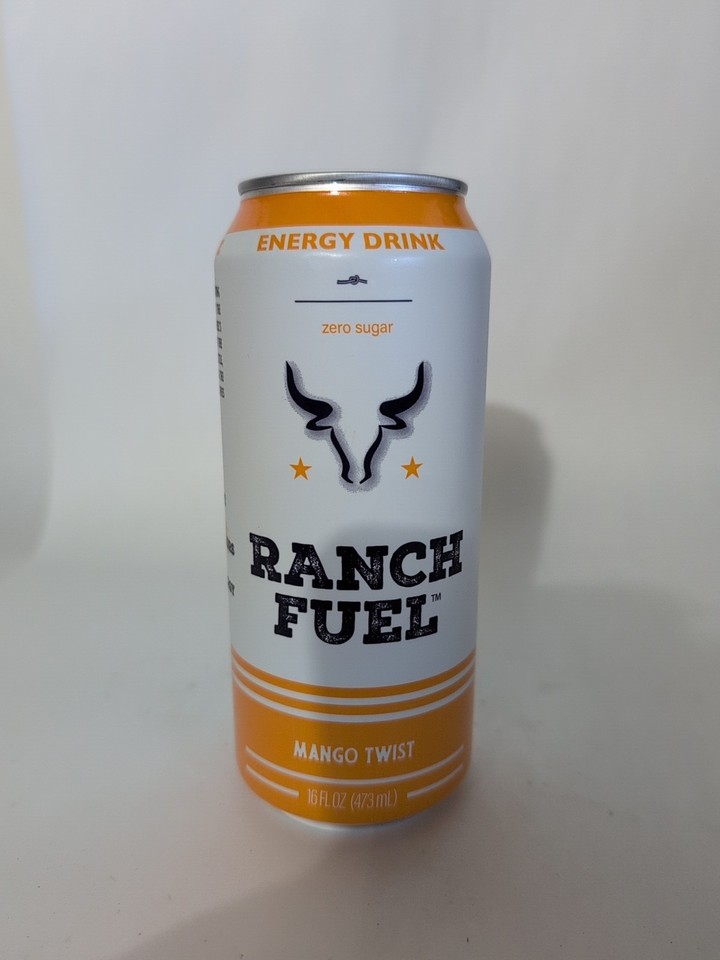 ENERGY DRINK
zero sugar
RANCH
FUEL™
MANGO TWIST
16 FL OZ (473 mL)